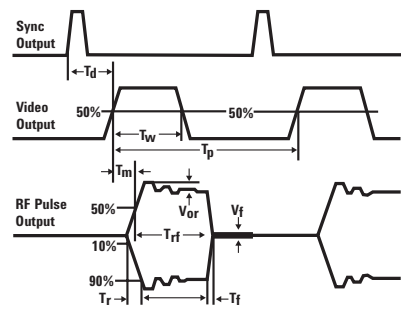 Sync
Output
Td
Video
Output
50%
50%
Tw
Tp
Tm
RF Pulse
Output
50%
Vor
Vf
Trf
10%
90%
Tr
Tf